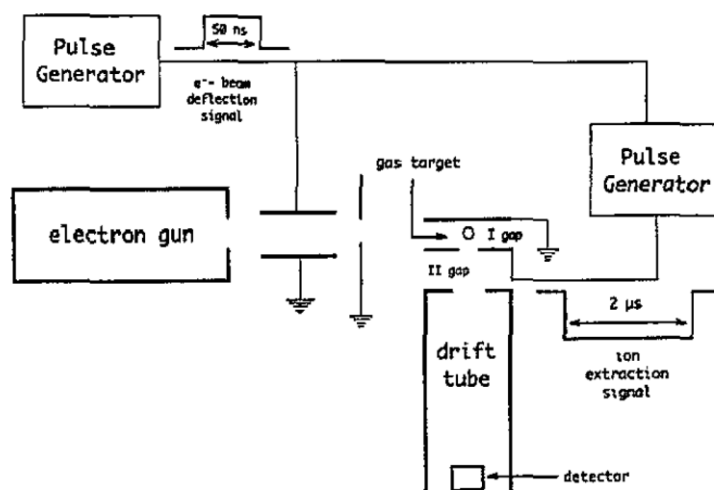 50 ns
Pulse
Generator
e-- beam
deflection
signal
gas target
Pulse
Generator
electron gun
I gap
II gap
2 µs
drift
tube
ion
extraction
signal
detector